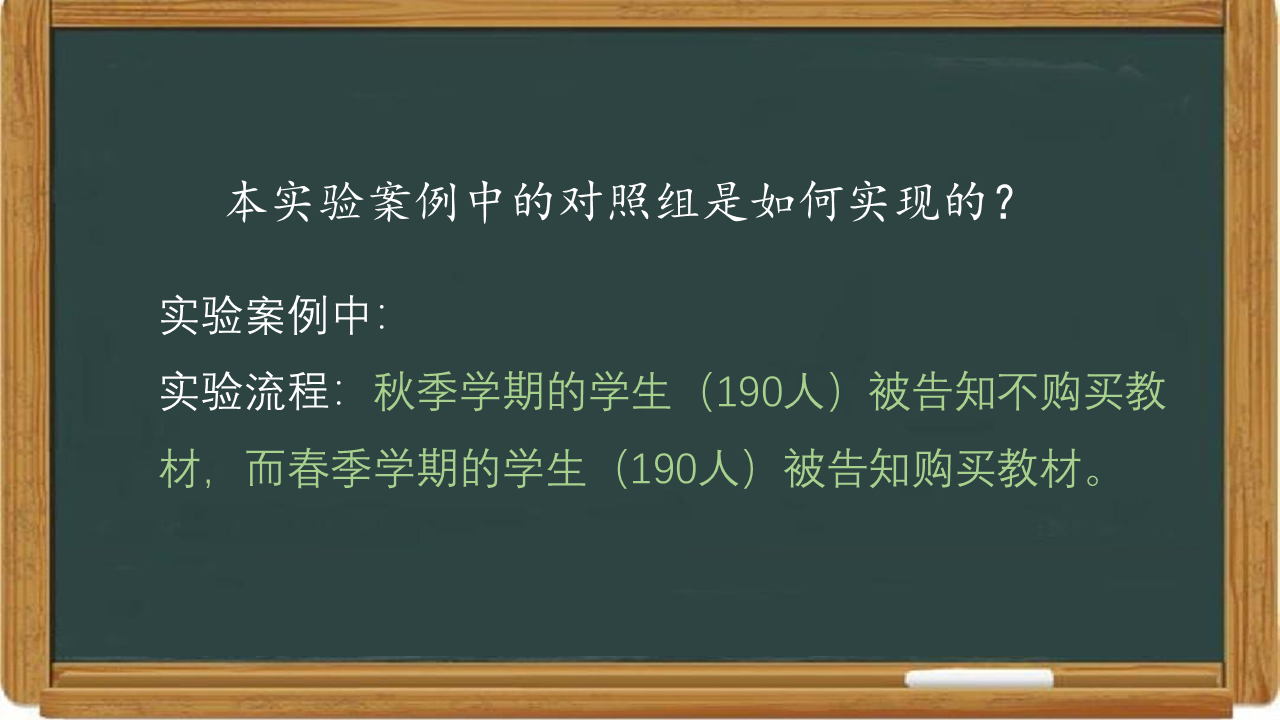 本实验案例中的对照组是如何实现的？
实验案例中：
实验流程：秋季学期的学生（190人）被告知不购买教
材，而春季学期的学生（190人）被告知购买教材。